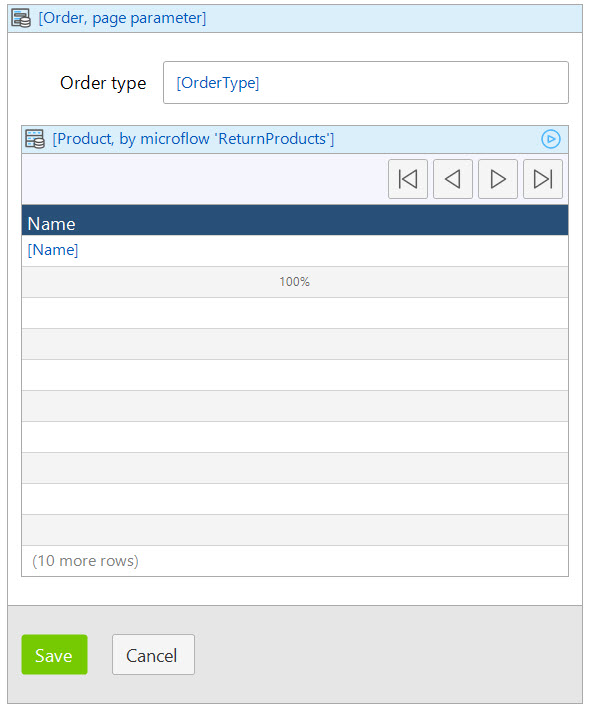 [Order, page parameter]
Order type [OrderType]
[Product, by microflow 'ReturnProducts']
Name
[Name]
100%
(10 more rows)
Save Cancel